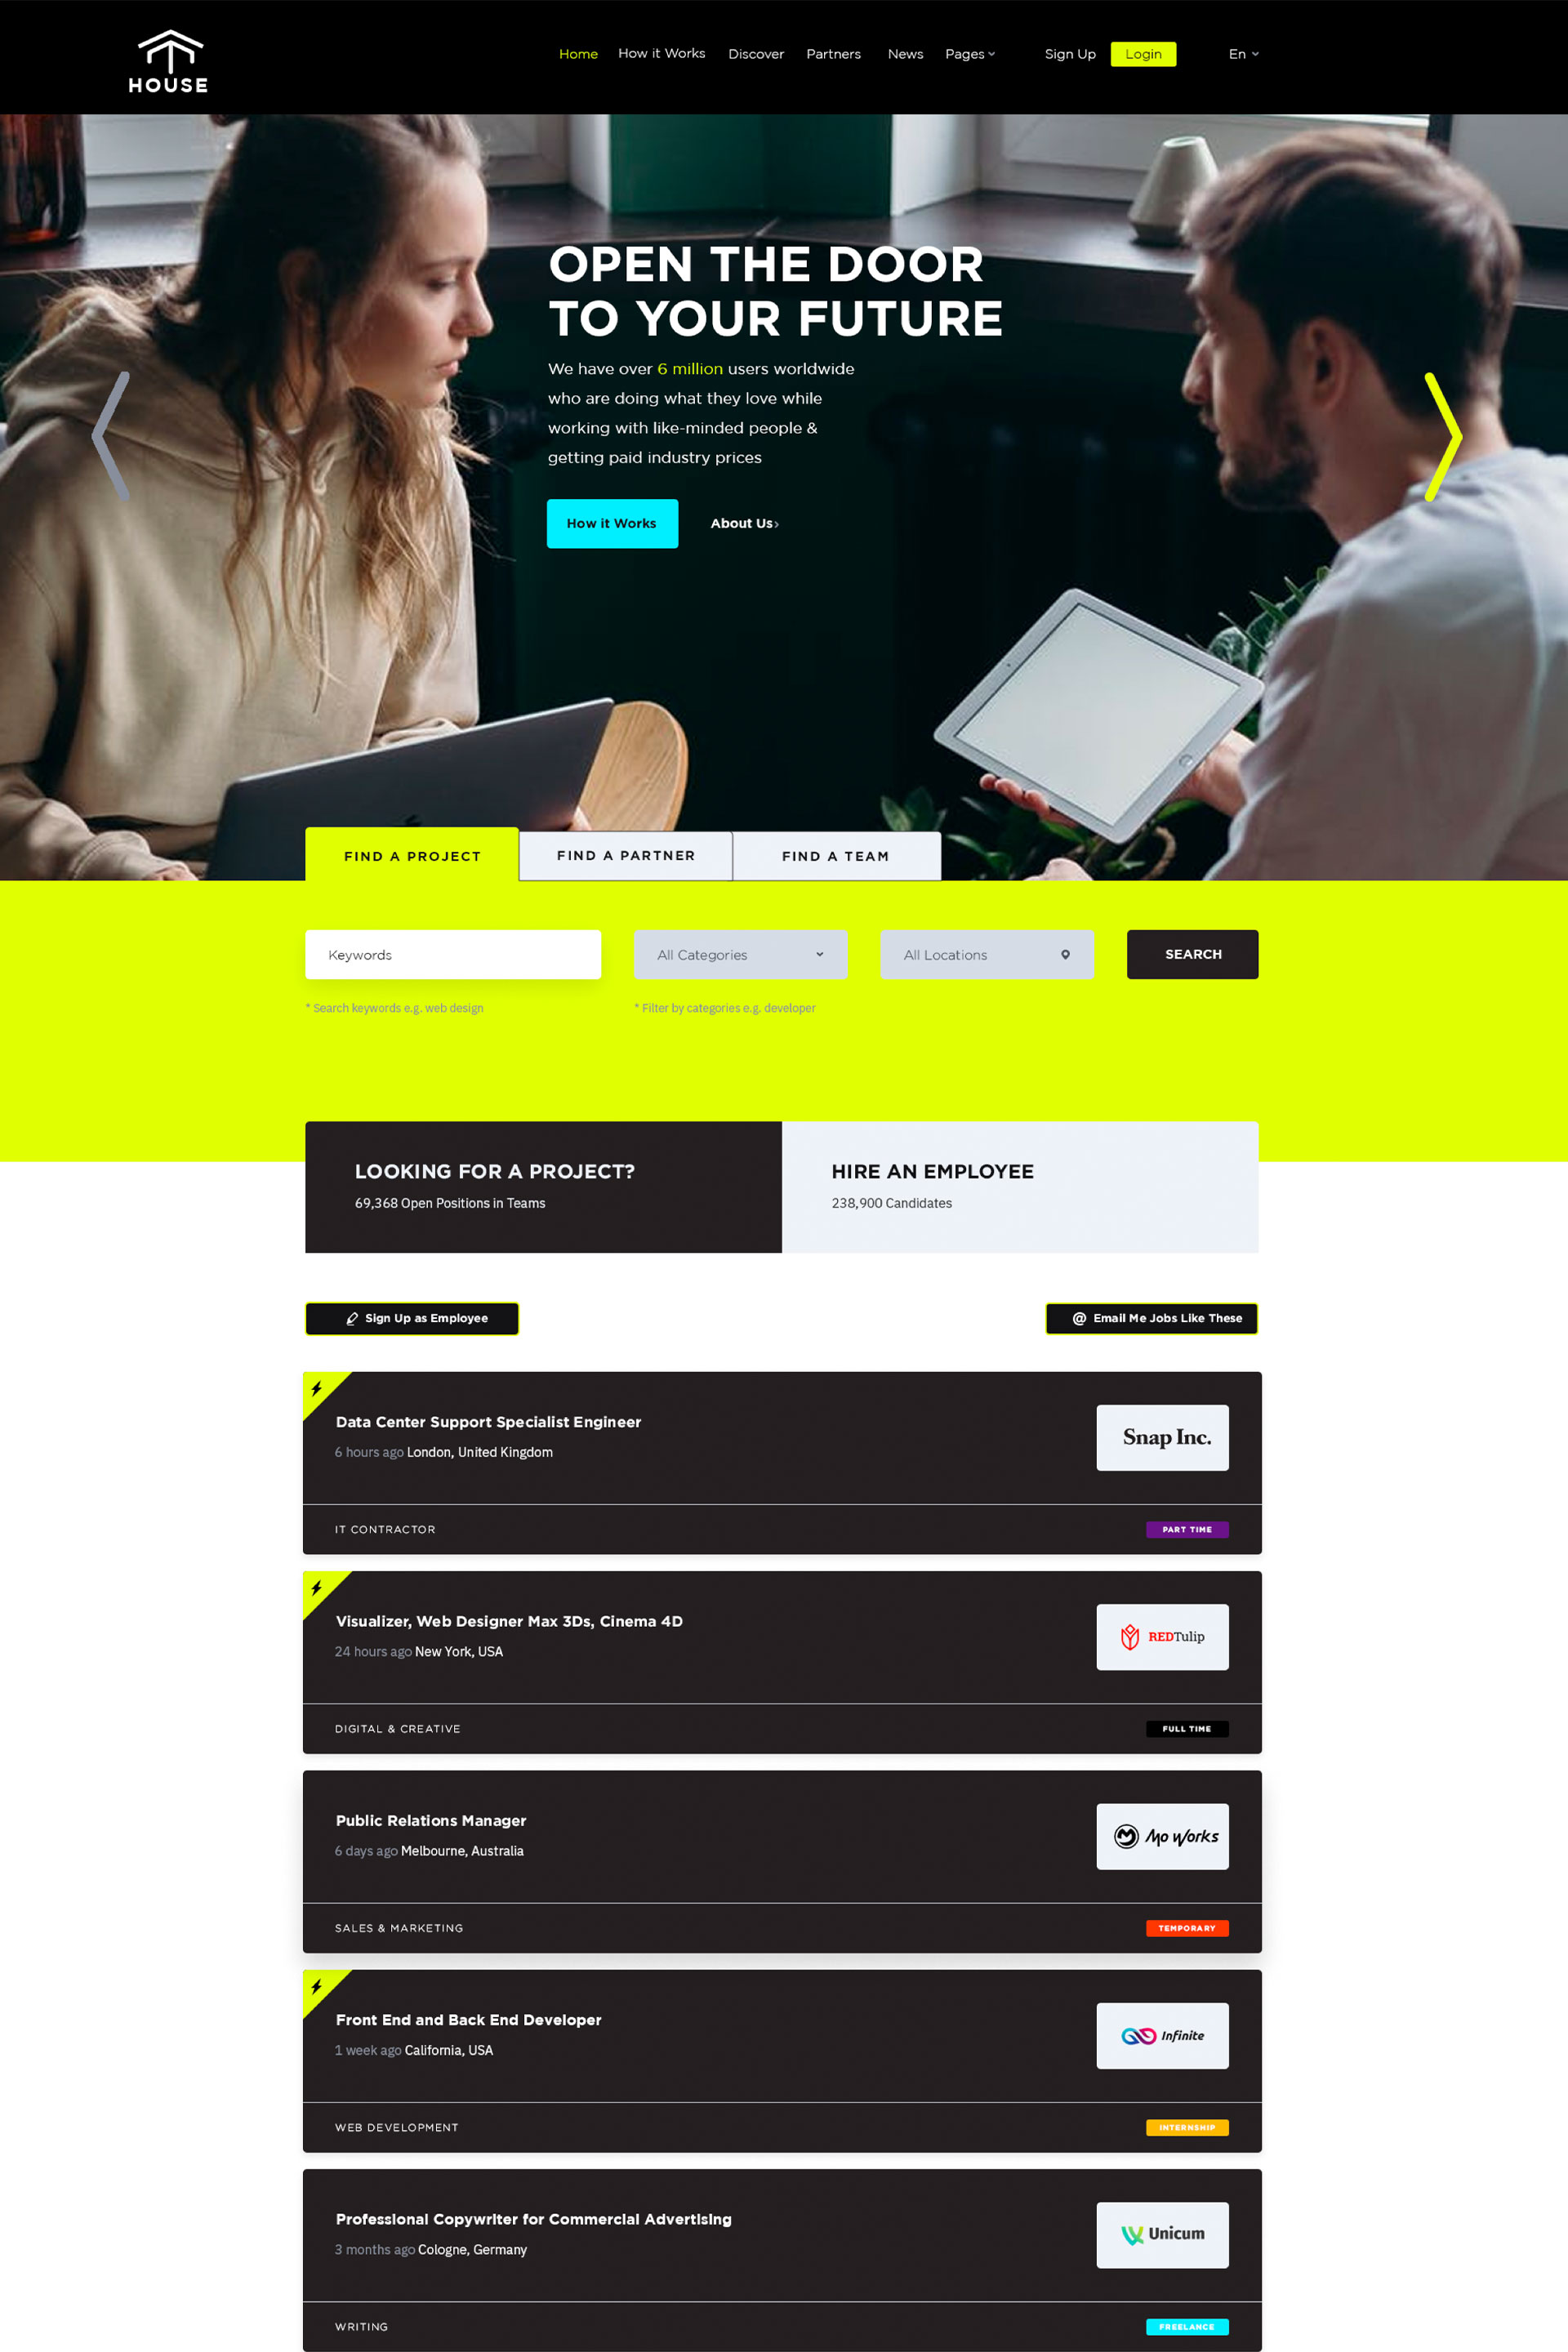 HOUSE
Home How it Works Discover Partners News Pages Sign Up Login En
OPEN THE DOOR
TO YOUR FUTURE
We have over 6 million users worldwide
who are doing what they love while
working with like-minded people &
getting paid industry prices
How it Works About Us
FIND A PROJECT FIND A PARTNER FIND A TEAM
Keywords All Categories All Locations SEARCH
* Search keywords e.g. web design * Filter by categories e.g. developer
LOOKING FOR A PROJECT?
69,368 Open Positions in Teams
HIRE AN EMPLOYEE
238,900 Candidates
Sign Up as Employee @ Email Me Jobs Like These
Data Center Support Specialist Engineer
6 hours ago London, United Kingdom
Snap Inc.
IT CONTRACTOR PART TIME
Visualizer, Web Designer Max 3Ds, Cinema 4D
24 hours ago New York, USA
REDTulip
DIGITAL & CREATIVE FULL TIME
Public Relations Manager
6 days ago Melbourne, Australia
Mo Works
SALES & MARKETING TEMPORARY
Front End and Back End Developer
1 week ago California, USA
Infinite
WEB DEVELOPMENT INTERNSHIP
Professional Copywriter for Commercial Advertising
3 months ago Cologne, Germany
Unicum
WRITING FREELANCE